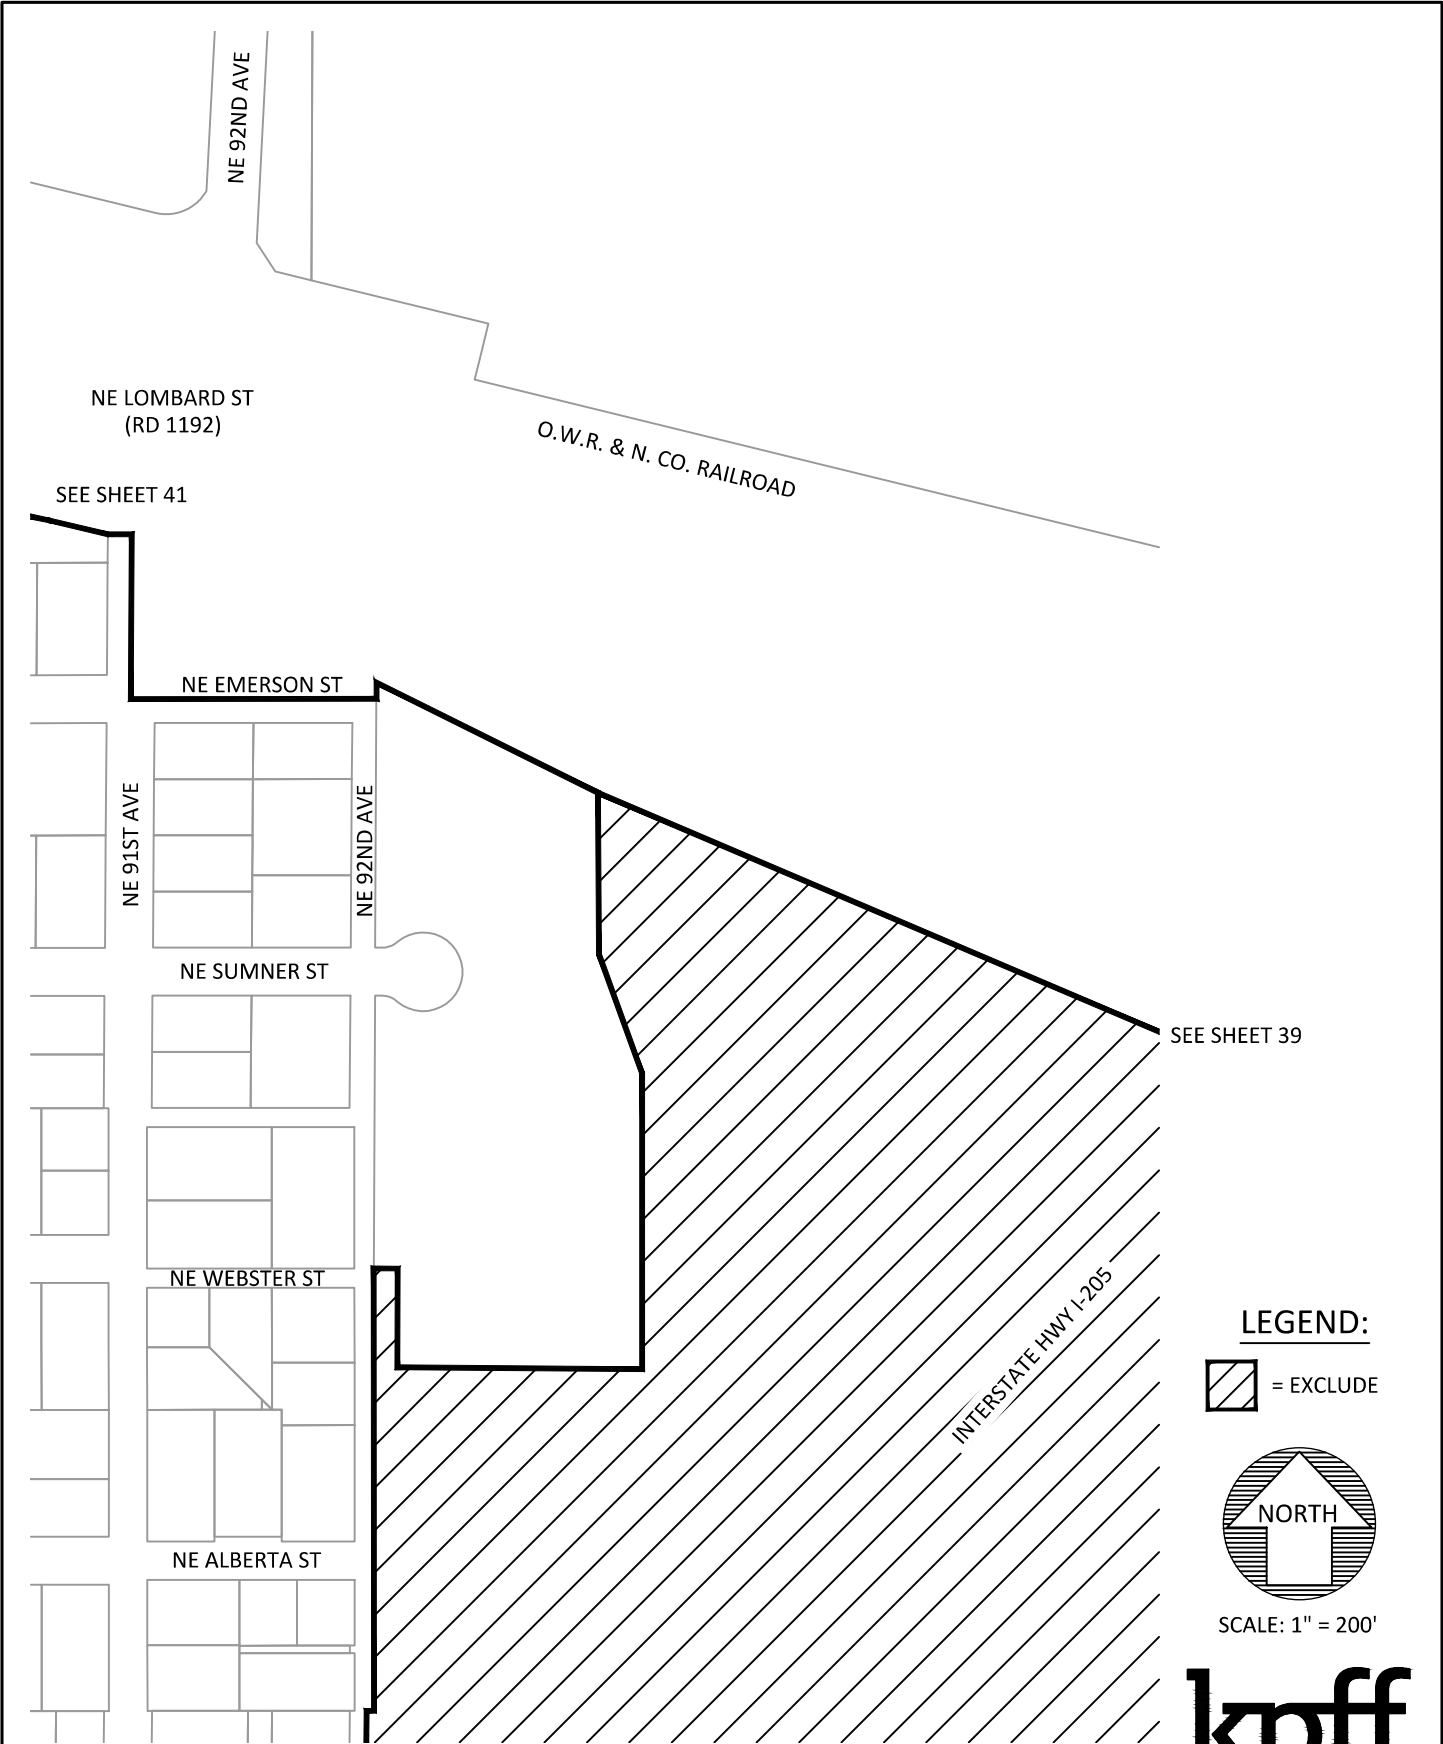 NE 92ND AVE
NE LOMBARD ST
(RD 1192)
O.W.R. & N. CO. RAILROAD
SEE SHEET 41
NE EMERSON ST
NE 91ST AVE
NE 92ND AVE
NE SUMNER ST
SEE SHEET 39
NE WEBSTER ST
INTERSTATE HWY I-205
LEGEND:
= EXCLUDE
NORTH
NE ALBERTA ST
SCALE: 1" = 200'
kpff